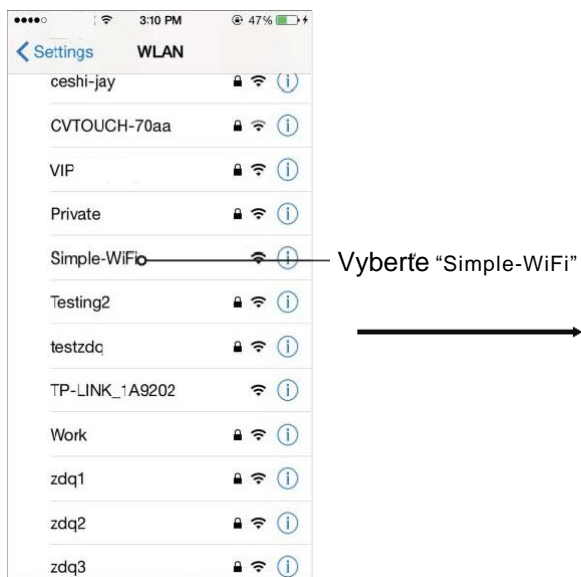 3:10 PM 47%
Settings WLAN
ceshi-jay
CVTOUCH-70aa
VIP
Private
Simple-WiFi
Vyberťe “Simple-WiFi”
Testing2
testzdq
TP-LINK_1A9202
Work
zdq1
zdq2
zdq3